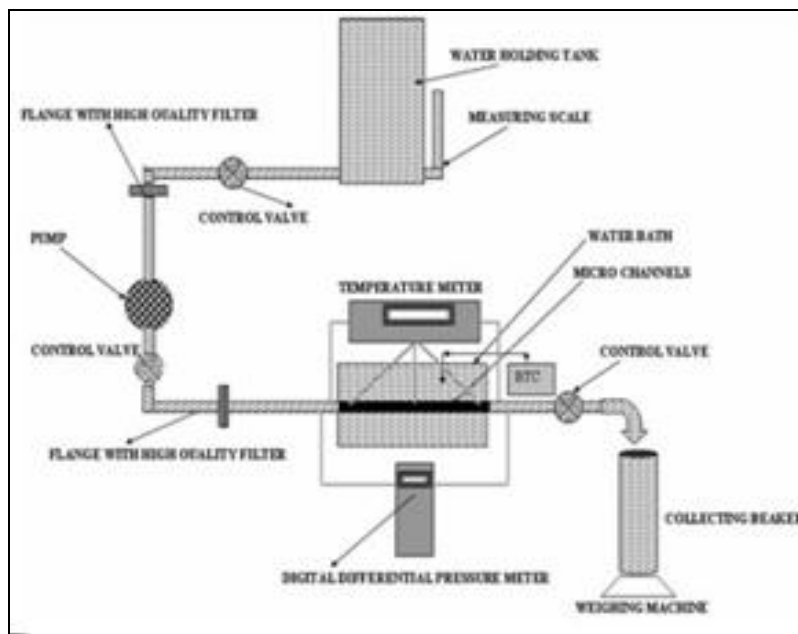 WATER HOLDING
TANK
FLANGE WITH HIGH QUALITY FILTER
MEASURING SCALE
CONTROL VALVE
PUMP
WATER BATH
MICRO CHANNELS
TEMPERATURE METER
CONTROL VALVE
CONTROL VALVE
FLANGE WITH HIGH QUALITY FILTER
COLLECTING BEAKER
DIGITAL DIFFERENTIAL PRESSURE METER
WEIGHING MACHINE